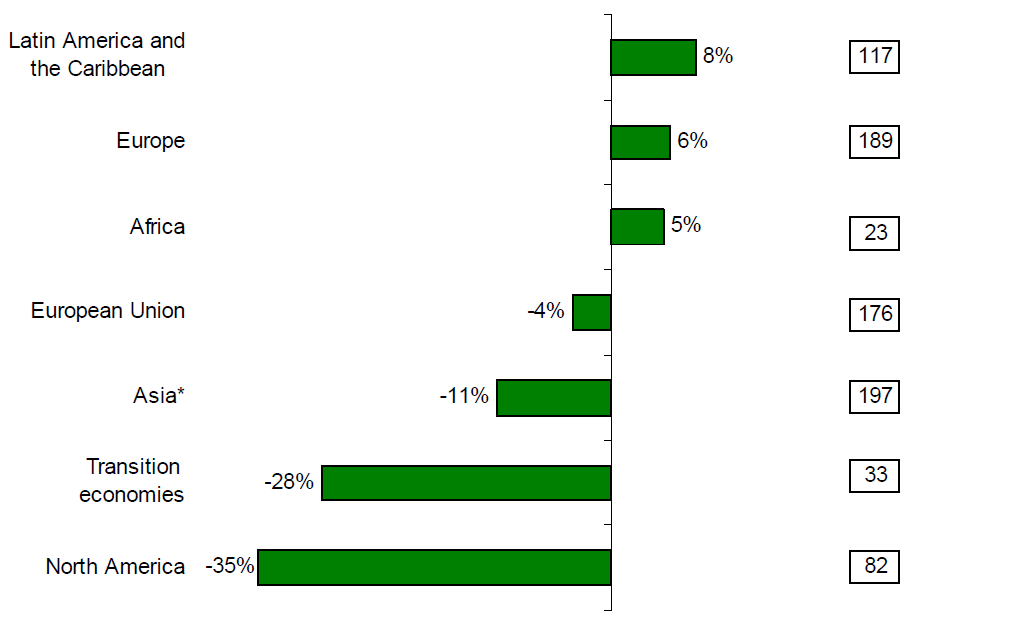 Latin America and
the Caribbean
8%
117
Europe
6%
189
Africa
5%
23
European Union
-4%
176
Asia*
-11%
197
Transition
economies
-28%
33
North America
-35%
82